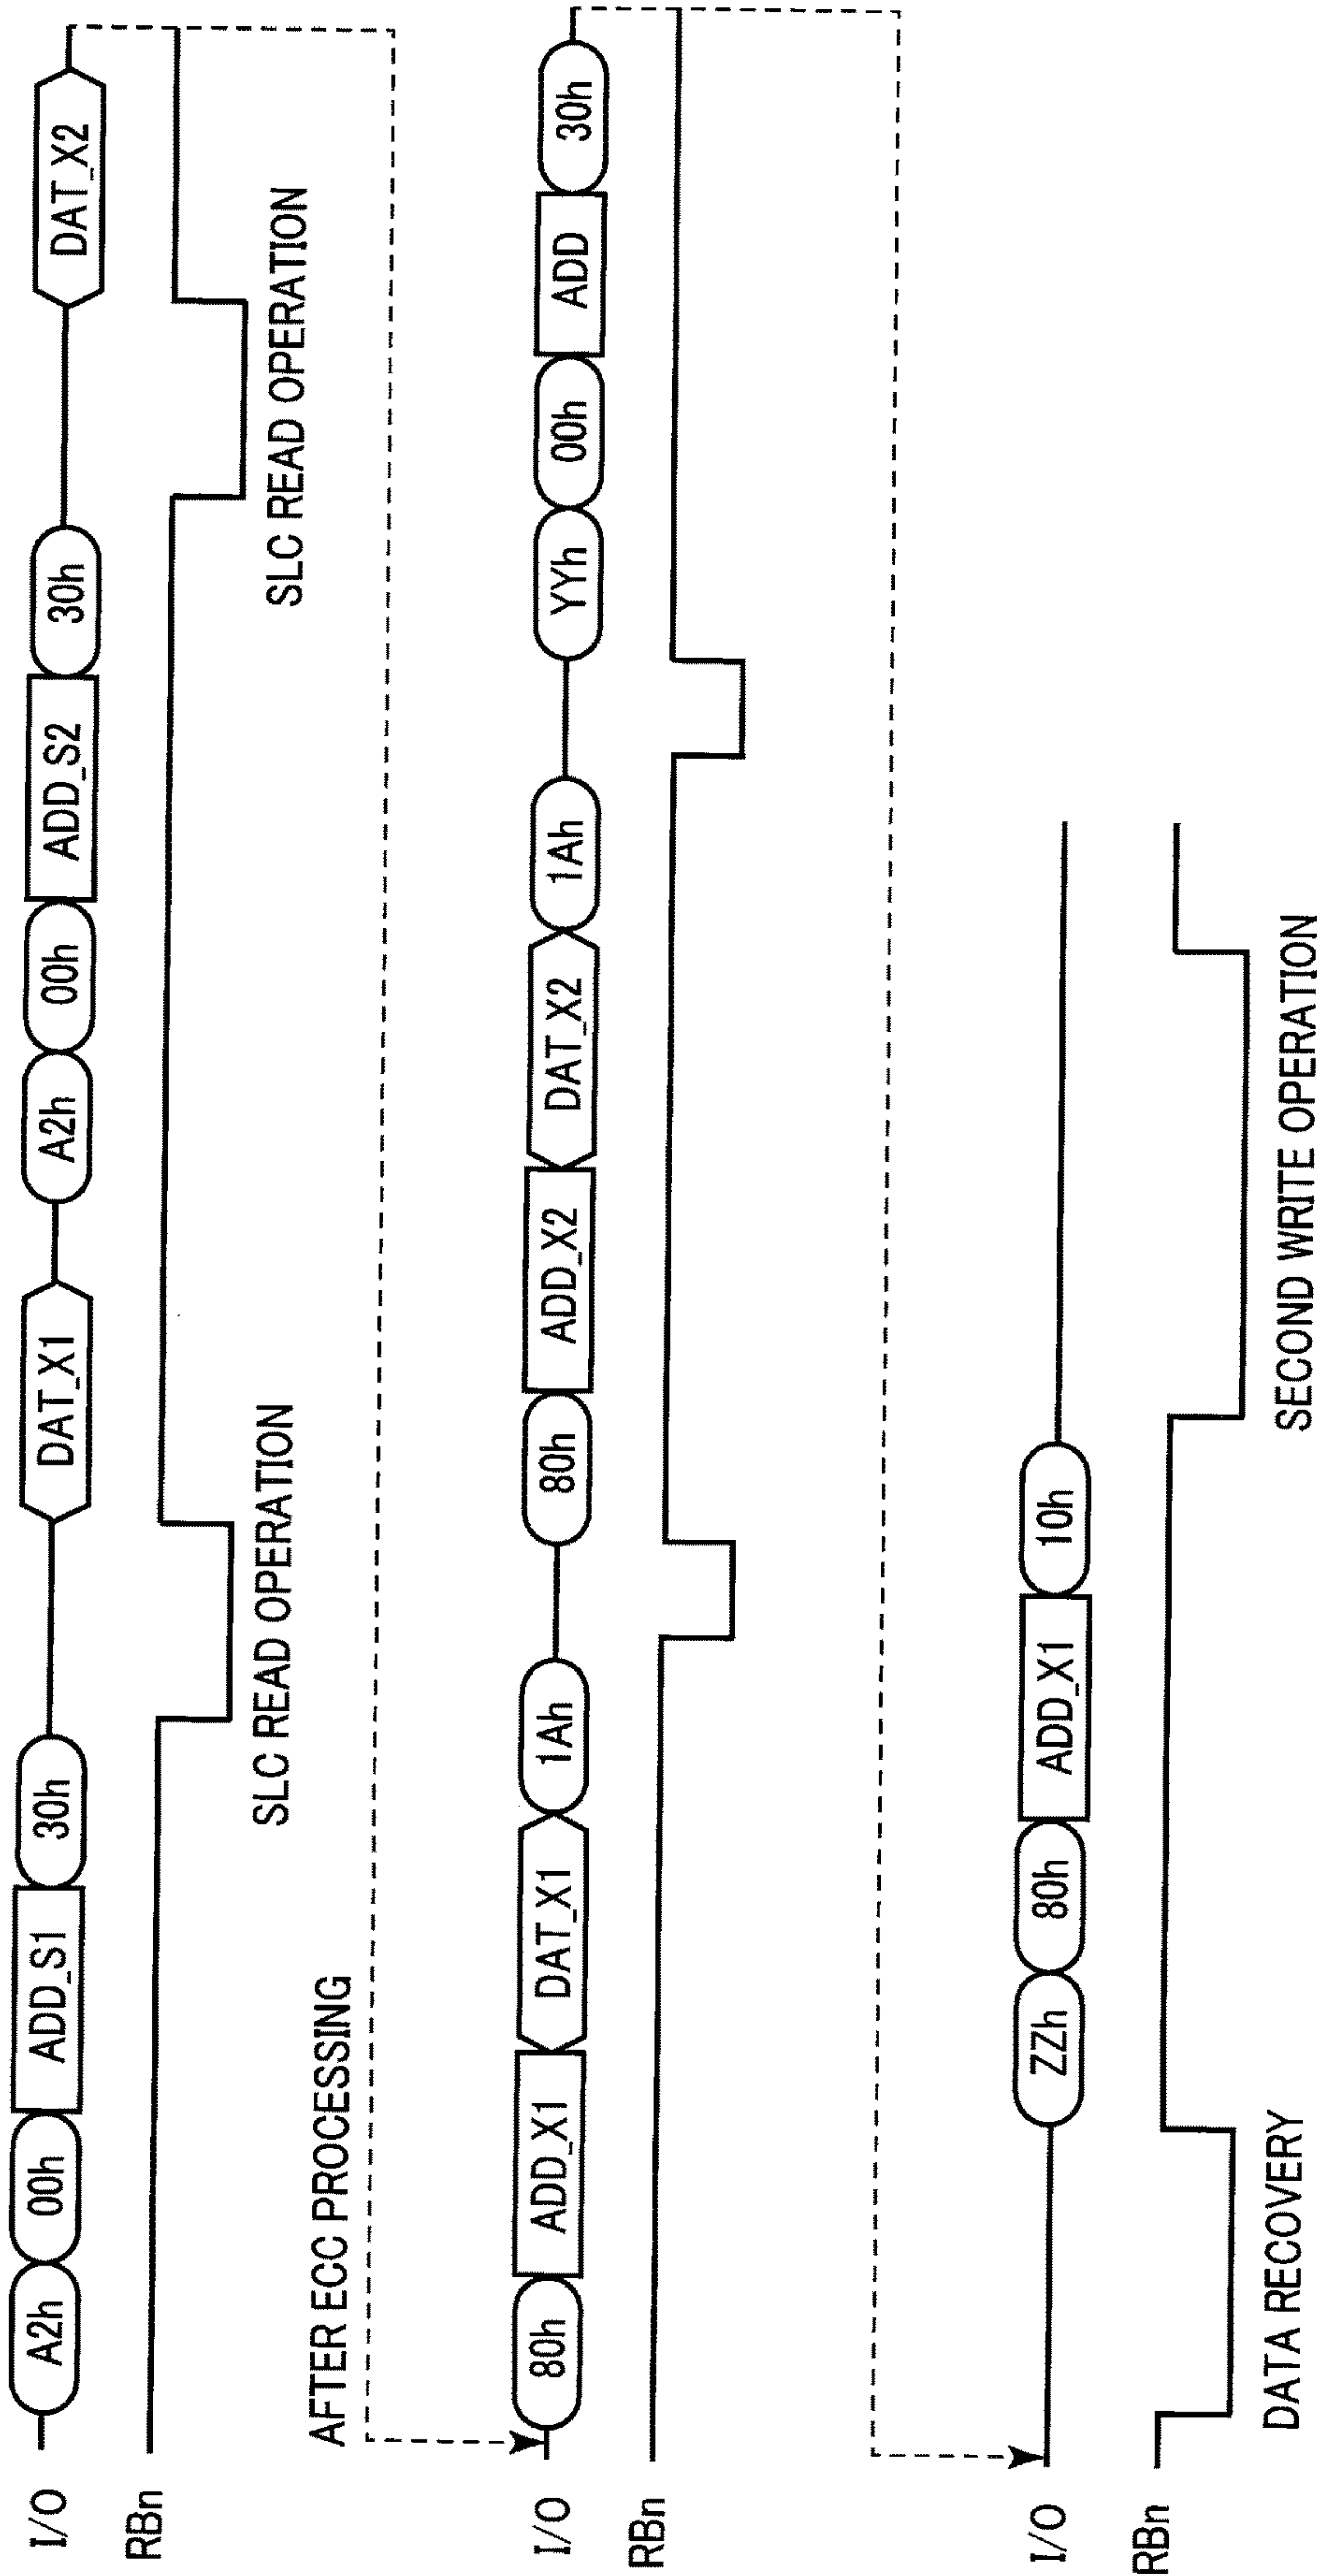 I/O A2h 00h ADD_S1 30h DAT_X1 A2h 00h ADD_S2 30h DAT_X2
RBn
SLC READ OPERATION SLC READ OPERATION
AFTER ECC PROCESSING
I/O 80h ADD_X1 DAT_X1 1Ah 80h ADD_X2 DAT_X2 1Ah YYh 00h ADD 30h
RBn
I/O ZZh 80h ADD_X1 10h
RBn
DATA RECOVERY SECOND WRITE OPERATION